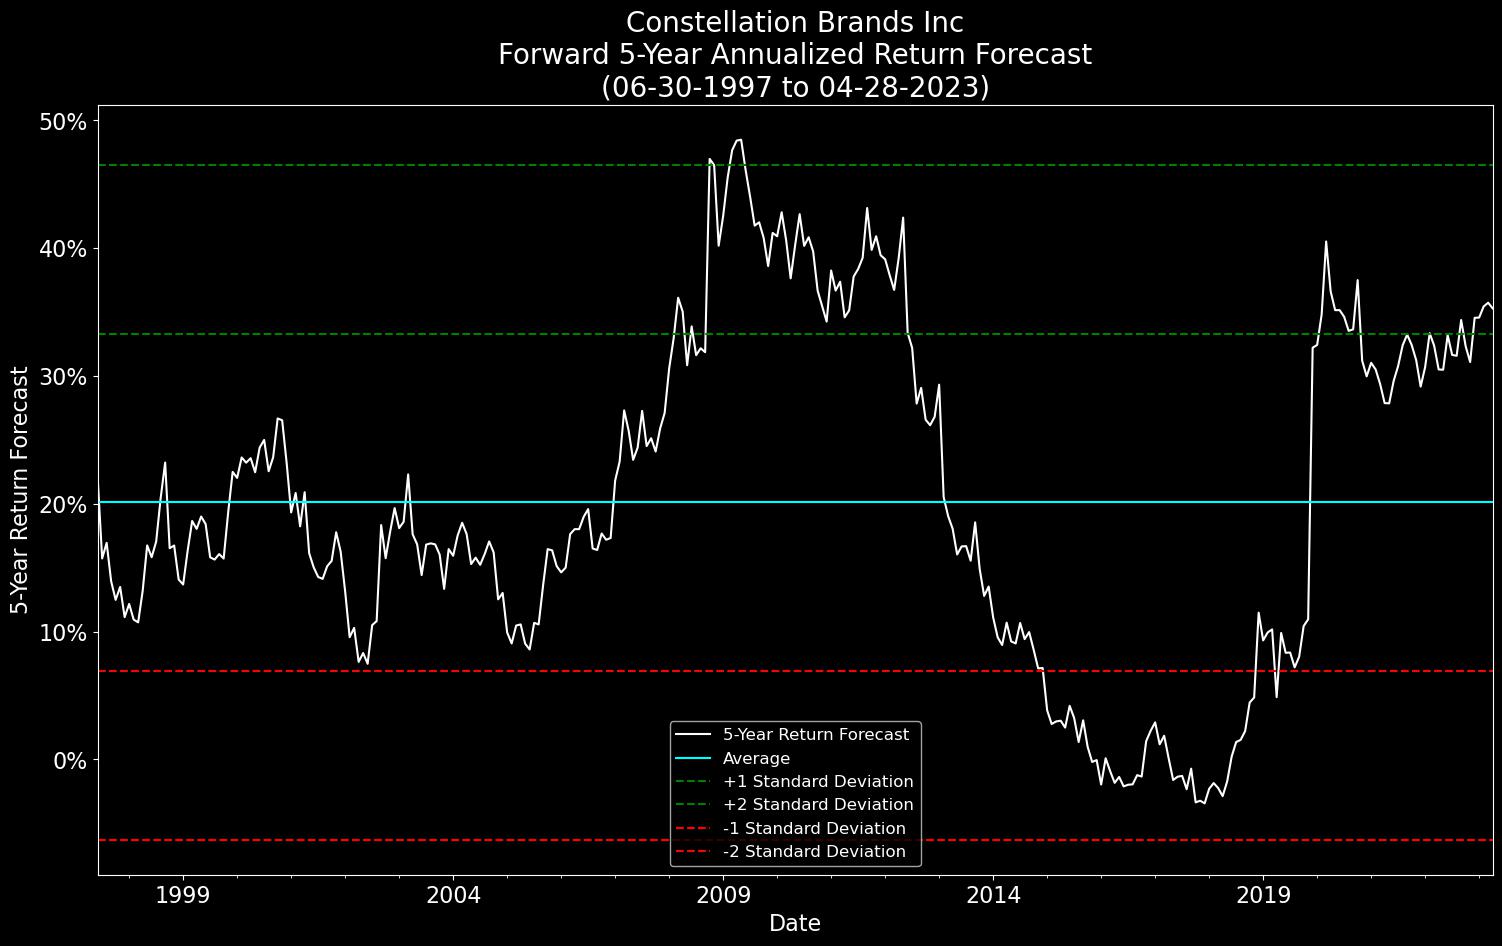 Constellation Brands Inc
Forward 5-Year Annualized Return Forecast
(06-30-1997 to 04-28-2023)
5-Year Return Forecast
50%
40%
30%
20%
10%
0%
5-Year Return Forecast
Average
+1 Standard Deviation
+2 Standard Deviation
-1 Standard Deviation
-2 Standard Deviation
1999
2004
2009
2014
2019
Date